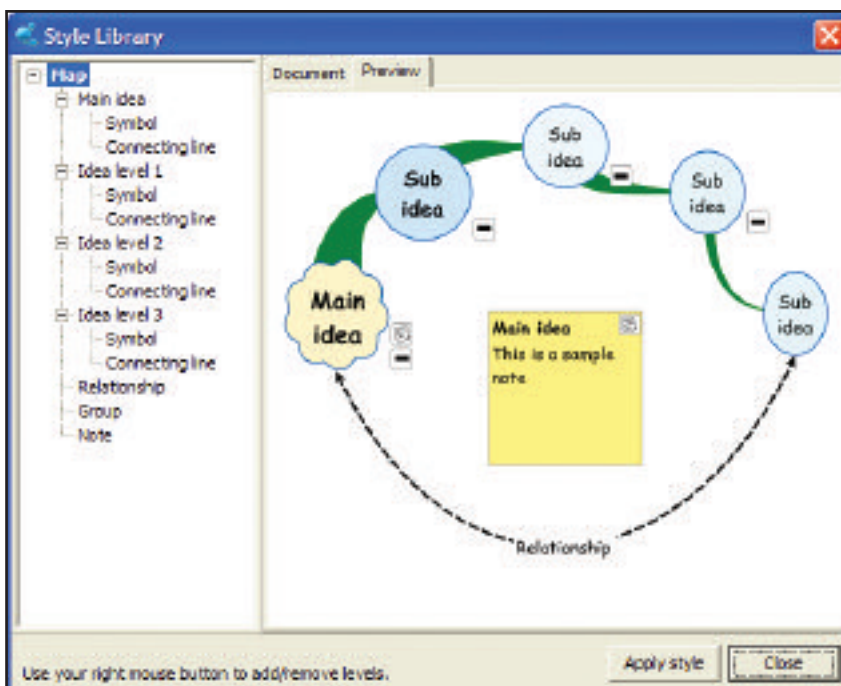 Style Library
Map
Main idea
Symbol
Connecting line
Idea level 1
Symbol
Connecting line
Idea level 2
Symbol
Connecting line
Idea level 3
Symbol
Connecting line
Relationship
Group
Note
Document Preview
Sub
idea
Sub
idea
Sub
idea
Main
idea
Sub
idea
Main idea
This is a sample
note
Relationship
Use your right mouse button to add/remove levels.
Apply style
Close